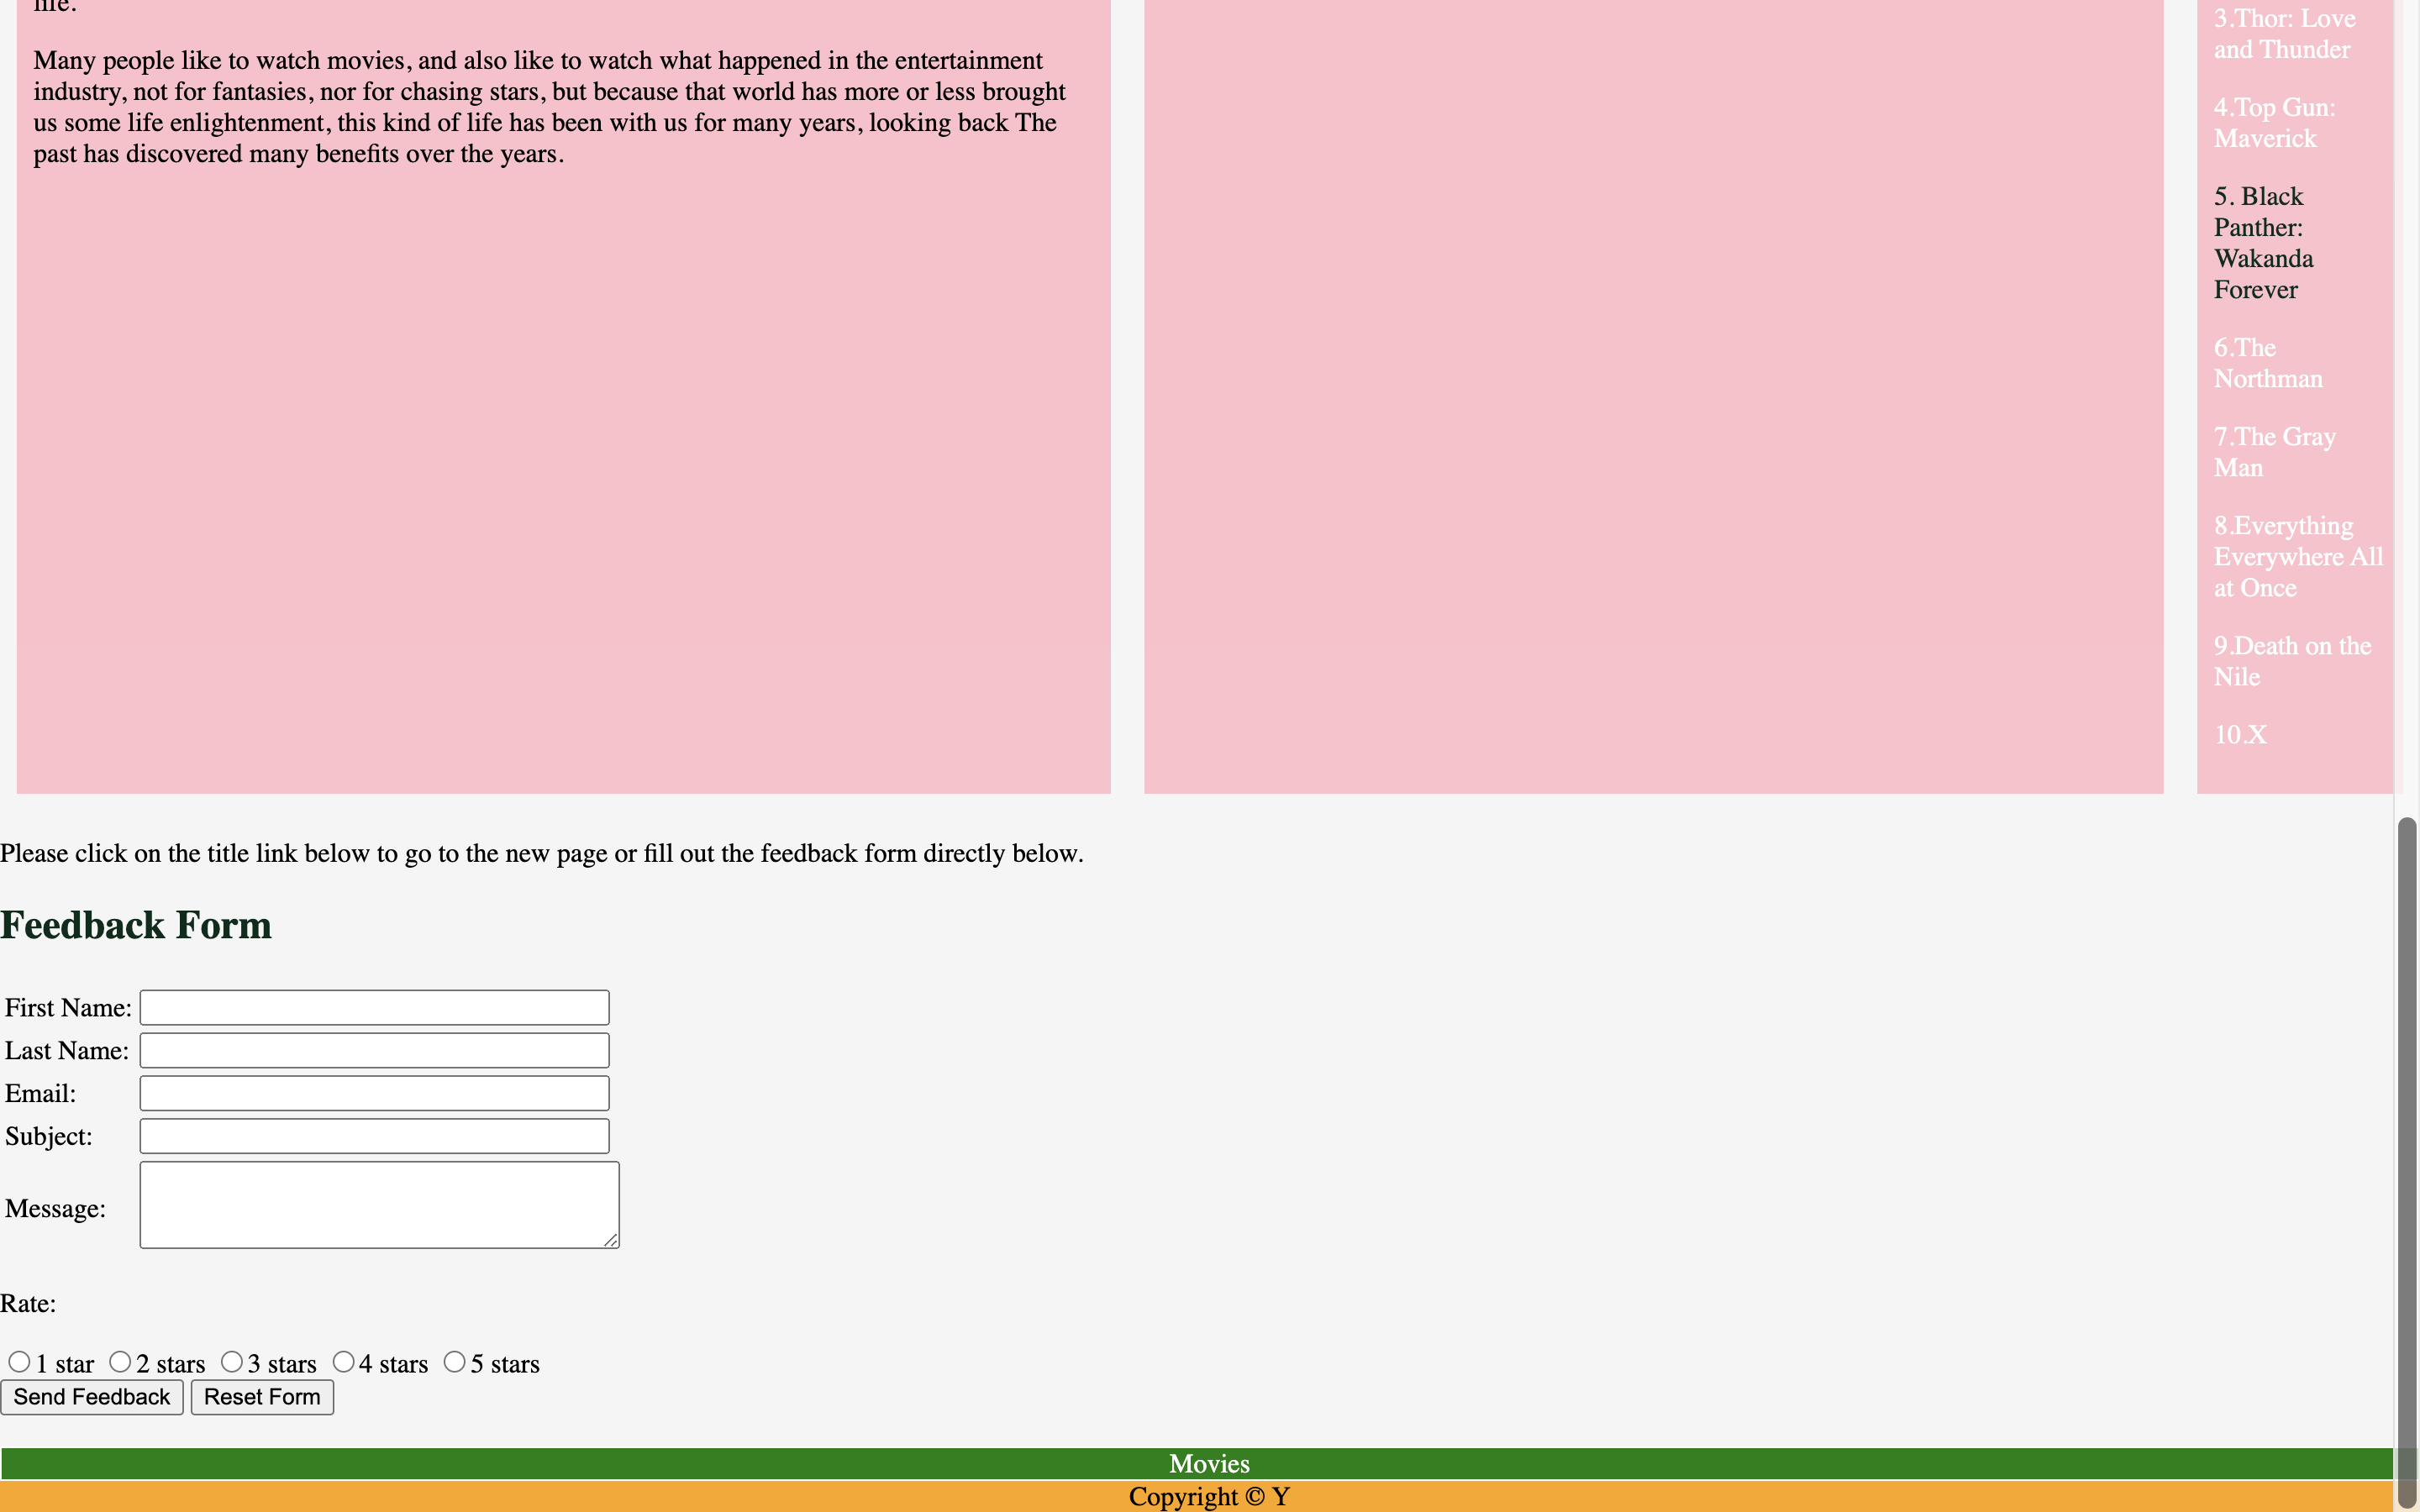 life.
Many people like to watch movies, and also like to watch what happened in the entertainment
industry, not for fantasies, nor for chasing stars, but because that world has more or less brought
us some life enlightenment, this kind of life has been with us for many years, looking back The
past has discovered many benefits over the years.
3.Thor: Love
and Thunder
4.Top Gun:
Maverick
5. Black
Panther:
Wakanda
Forever
6.The
Northman
7.The Gray
Man
8.Everything
Everywhere All
at Once
9.Death on the
Nile
10.X
Please click on the title link below to go to the new page or fill out the feedback form directly below.
Feedback Form
First Name:
Last Name:
Email:
Subject:
Message:
Rate:
1 star 2 stars 3 stars 4 stars 5 stars
Send Feedback Reset Form
Movies
Copyright © Y